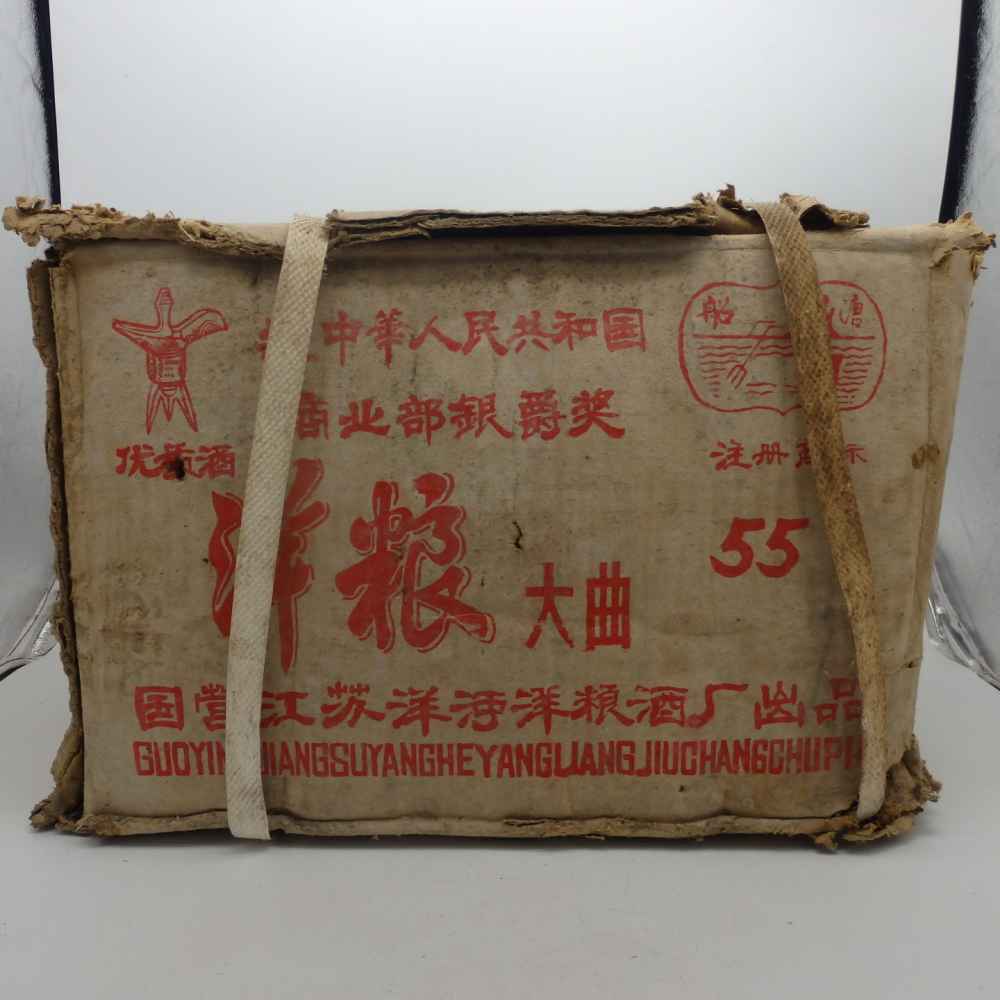 中華人民共和国
商业部銀爵奖
优质酒
船
注册商标
洋粮
大曲
55
国营江苏洋河洋粮酒厂出品
GUOYIN JIANGSUYANGHEYANGLIANGJIUCHANGCHUPI